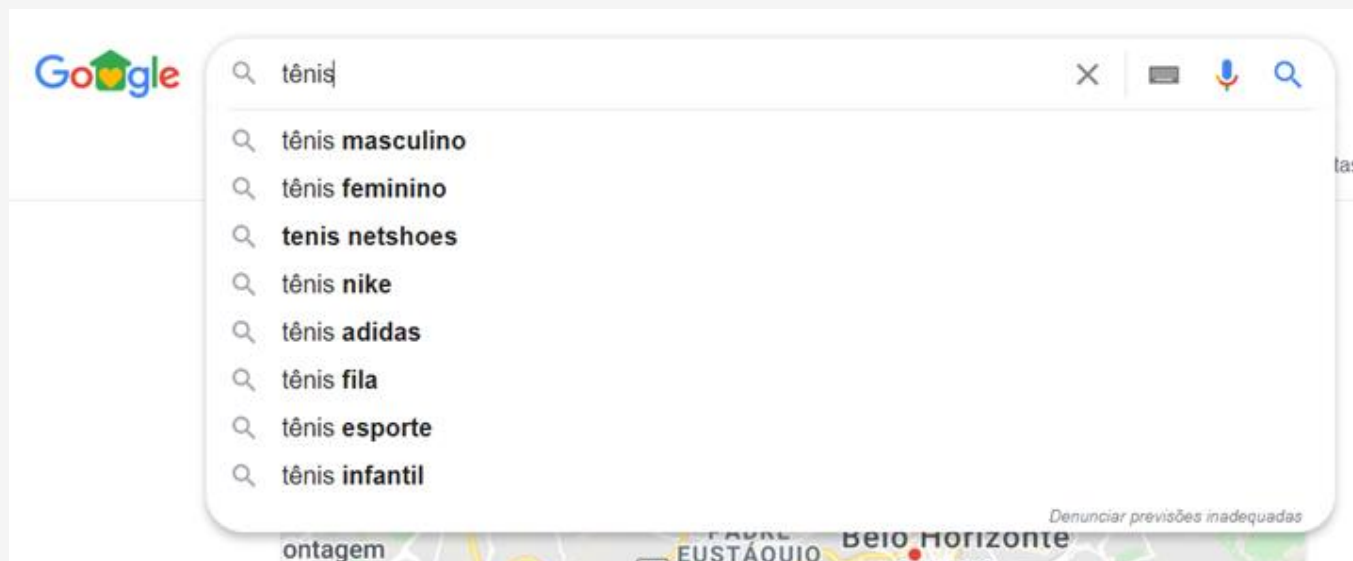 Google
tênis
tênis masculino
tênis feminino
tenis netshoes
tênis nike
tênis adidas
tênis fila
tênis esporte
tênis infantil
Denunciar previsões inadequadas
PADRE
Belo Horizonte
ontagem
EUSTÁQUIO